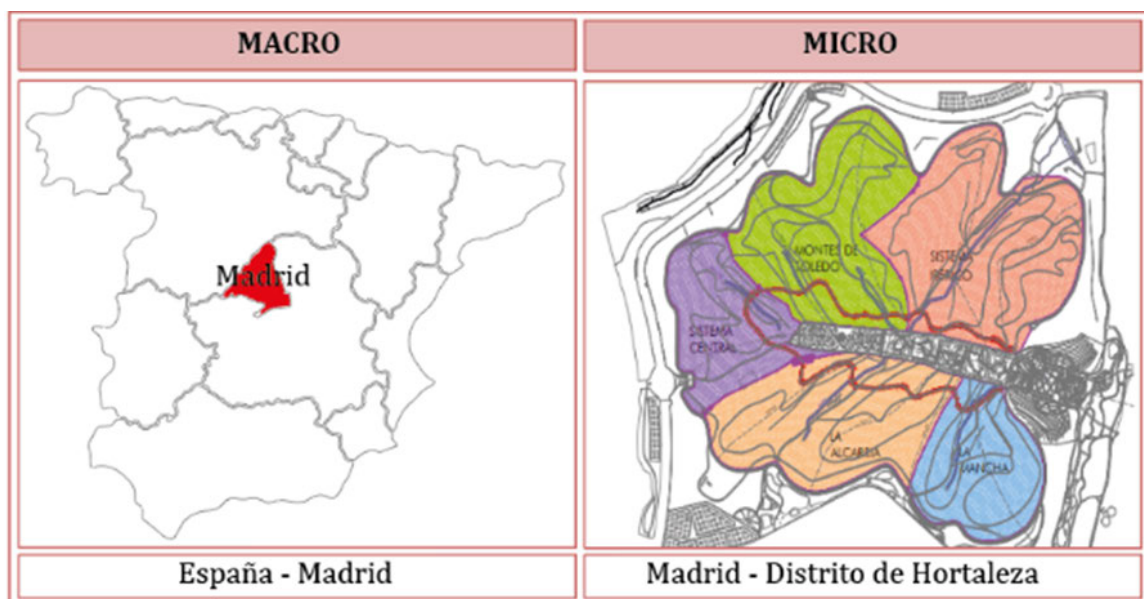 MACRO
MICRO
Madrid
MONTES DE
TOLEDO
SISTEMA
IBÉRICO
SISTEMA
CENTRAL
LA
ALCARRIA
LA
MANCHA
España - Madrid
Madrid - Distrito de Hortaleza